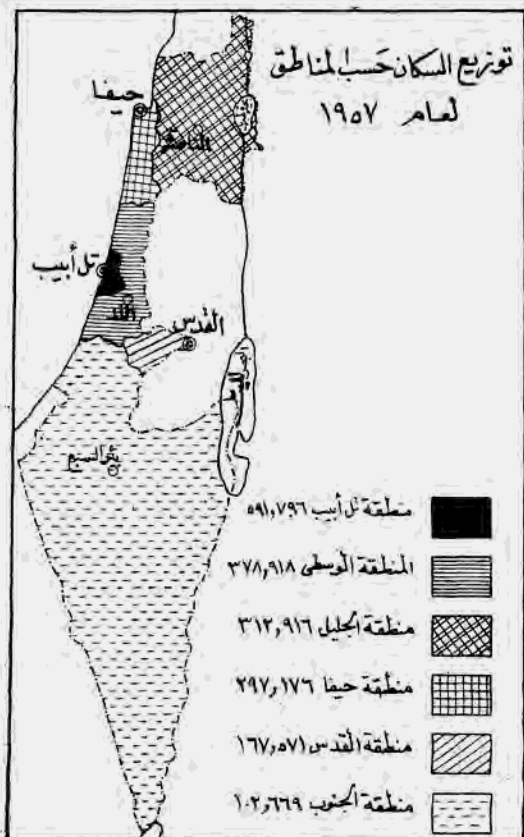 توزيع السكان حسب المناطق
لعام ١٩٥٧
حيفا
الناصرة
تل أبيب
اللد
القدس
بئر السبع
منطقة تل أبيب ٥٩١,٧٩٦
المنطقة الوسطى ٣٧٨,٩١٨
منطقة الجليل ٣١٢,٩١٦
منطقة حيفا ٢٩٧,١٧٦
منطقة القدس ١٦٧,٥٧١
منطقة الجنوب ١٠٢,٦٦٩